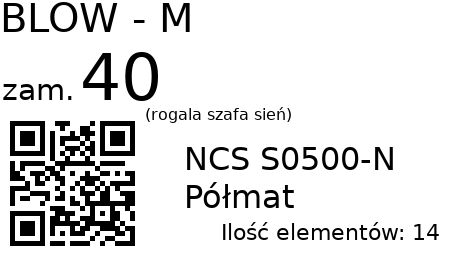 BLOW - M
zam. 40
(rogala szafa sień)
NCS S0500-N
Półmat
Ilość elementów: 14